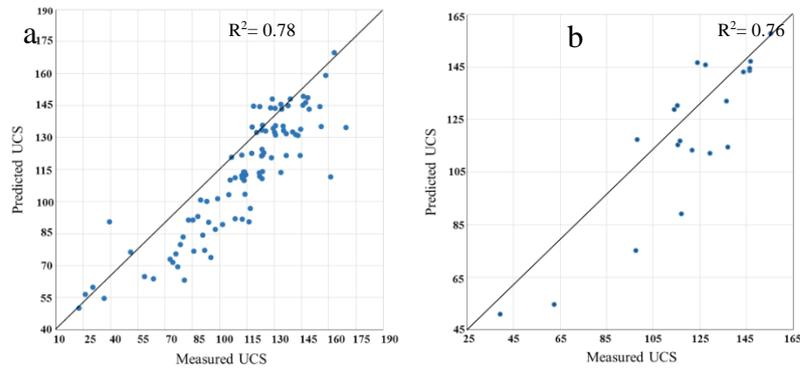 a
R²= 0.78
190
175
160
145
130
115
100
85
70
55
40
Predicted UCS
10 25 40 55 70 85 100 115 130 145 160 175 190
Measured UCS
b
R²= 0.76
165
145
125
105
85
65
45
Predicted UCS
25 45 65 85 105 125 145 165
Measured UCS